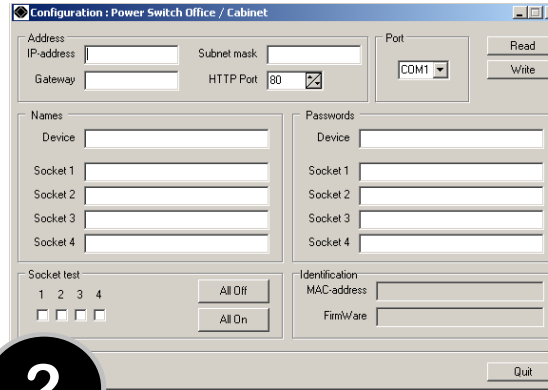 Configuration : Power Switch Office / Cabinet
Address
IP-address
Subnet mask
Gateway
HTTP Port 80
Port
COM1
Read
Write
Names
Device
Socket 1
Socket 2
Socket 3
Socket 4
Passwords
Device
Socket 1
Socket 2
Socket 3
Socket 4
Socket test
1 2 3 4
All Off
All On
Identification
MAC-address
FirmWare
Quit
2